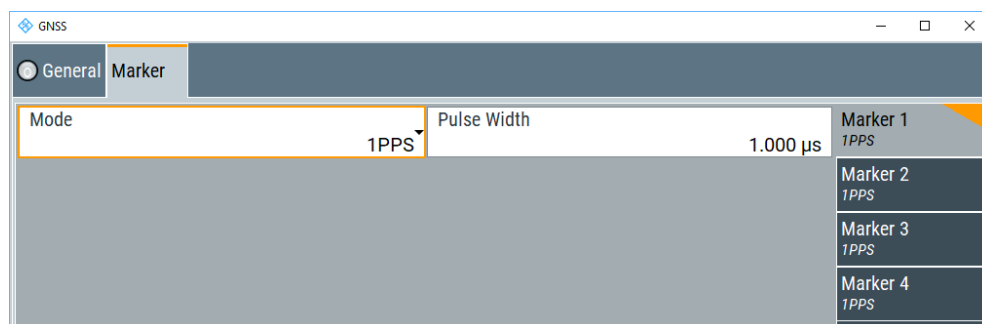 GNSS
General Marker
Mode
1PPS
Pulse Width
1.000 µs
Marker 1
1PPS
Marker 2
1PPS
Marker 3
1PPS
Marker 4
1PPS